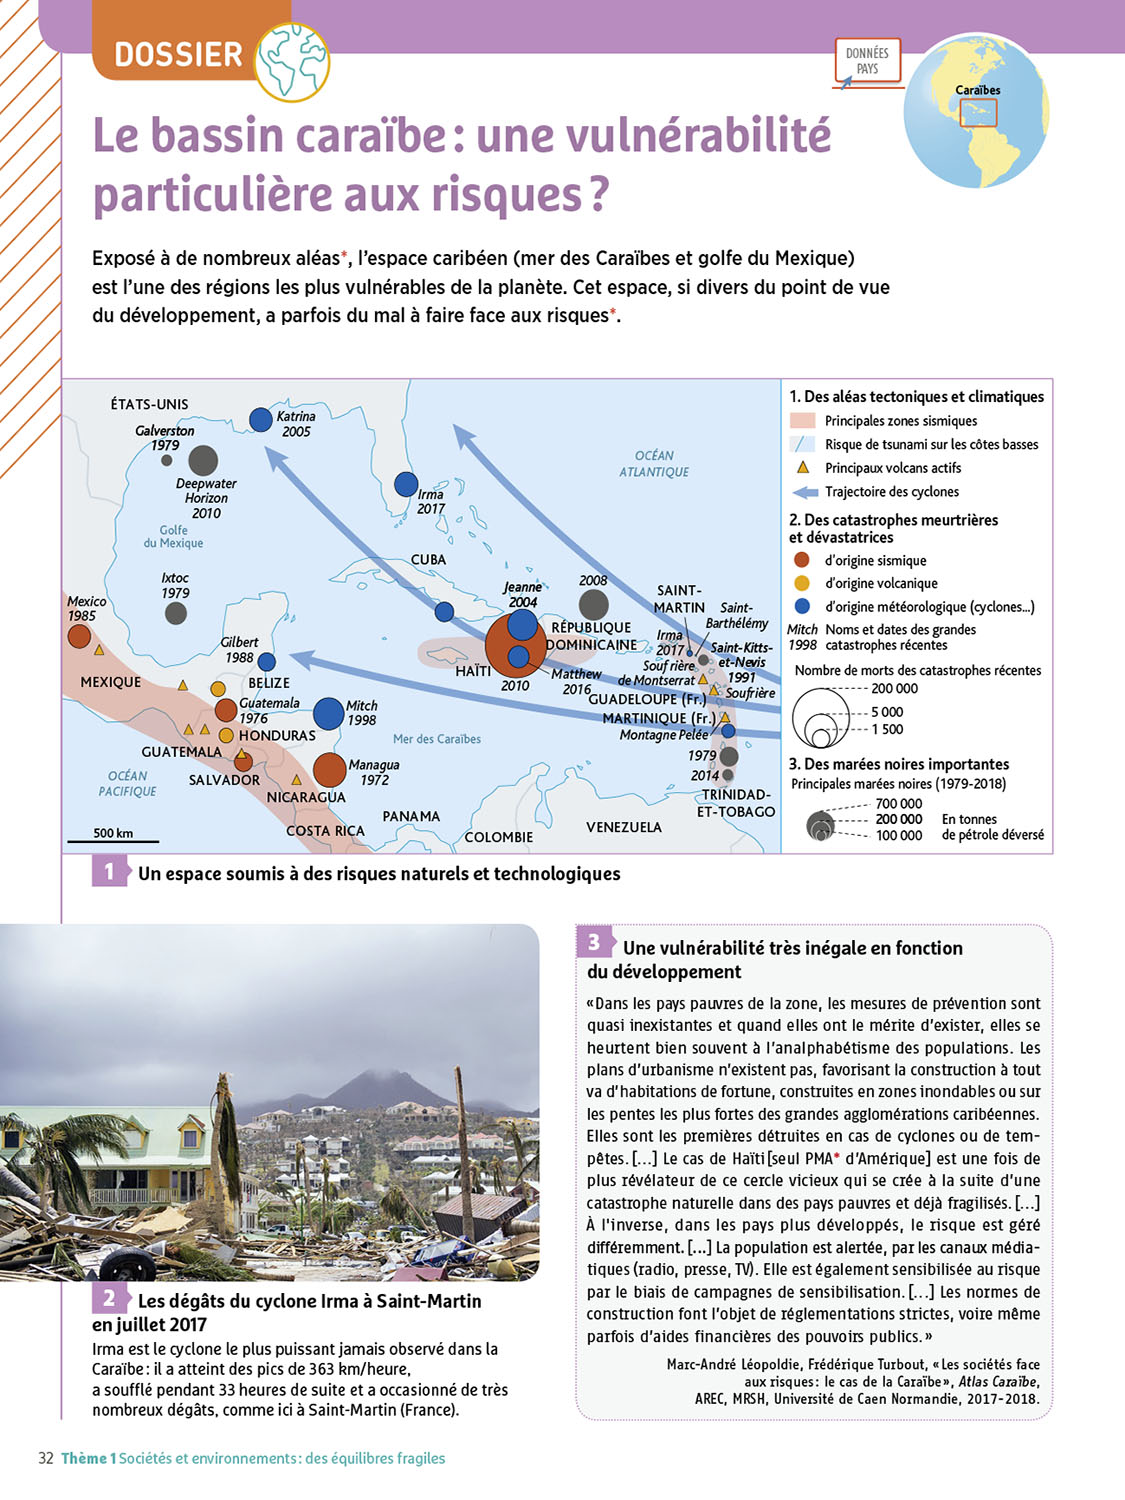 DOSSIER
DONNÉES
PAYS
Caraïbes
Le bassin caraïbe : une vulnérabilité
particulière aux risques ?
Exposé à de nombreux aléas*, l'espace caribéen (mer des Caraïbes et golfe du Mexique)
est l'une des régions les plus vulnérables de la planète. Cet espace, si divers du point de vue
du développement, a parfois du mal à faire face aux risques*.
ÉTATS-UNIS
Galverston
1979
Katrina
2005
Deepwater
Horizon
2010
Golfe
du Mexique
Irma
2017
OCÉAN
ATLANTIQUE
Ixtoc
1979
CUBA
Mexico
1985
Jeanne
2004
2008
SAINT-
MARTIN
Saint-
Barthélémy
RÉPUBLIQUE
DOMINICAINE
Irma
2017
Saint-Kitts-
et-Nevis
1991
Gilbert
1988
HAÏTI
2010
Matthew
2016
Souf rière
de Montserrat
Soufrière
MEXIQUE
BELIZE
GUADELOUPE (Fr.)
Guatemala
1976
Mitch
1998
MARTINIQUE (Fr.)
Montagne Pelée
HONDURAS
Mer des Caraïbes
GUATEMALA
1979
OCÉAN
PACIFIQUE
SALVADOR
Managua
1972
2014
NICARAGUA
TRINIDAD-
ET-TOBAGO
PANAMA
COSTA RICA
COLOMBIE
VENEZUELA
500 km
1. Des aléas tectoniques et climatiques
Principales zones sismiques
Risque de tsunami sur les côtes basses
Principaux volcans actifs
Trajectoire des cyclones
2. Des catastrophes meurtrières
et dévastatrices
d'origine sismique
d'origine volcanique
d'origine météorologique (cyclones...)
Mitch Noms et dates des grandes
1998 catastrophes récentes
Nombre de morts des catastrophes récentes
200 000
5 000
1 500
3. Des marées noires importantes
Principales marées noires (1979-2018)
700 000
200 000 En tonnes
100 000 de pétrole déversé
1 Un espace soumis à des risques naturels et technologiques
2 Les dégâts du cyclone Irma à Saint-Martin
en juillet 2017
Irma est le cyclone le plus puissant jamais observé dans la
Caraïbe : il a atteint des pics de 363 km/heure,
a soufflé pendant 33 heures de suite et a occasionné de très
nombreux dégâts, comme ici à Saint-Martin (France).
3 Une vulnérabilité très inégale en fonction
du développement
« Dans les pays pauvres de la zone, les mesures de prévention sont
quasi inexistantes et quand elles ont le mérite d'exister, elles se
heurtent bien souvent à l'analphabétisme des populations. Les
plans d'urbanisme n'existent pas, favorisant la construction à tout
va d'habitations de fortune, construites en zones inondables ou sur
les pentes les plus fortes des grandes agglomérations caribéennes.
Elles sont les premières détruites en cas de cyclones ou de tem-
pêtes. [...] Le cas de Haïti [seul PMA* d'Amérique] est une fois de
plus révélateur de ce cercle vicieux qui se crée à la suite d'une
catastrophe naturelle dans des pays pauvres et déjà fragilisés. [...]
À l'inverse, dans les pays plus développés, le risque est géré
différemment. [...] La population est alertée, par les canaux média-
tiques (radio, presse, TV). Elle est également sensibilisée au risque
par le biais de campagnes de sensibilisation. [...] Les normes de
construction font l'objet de réglementations strictes, voire même
parfois d'aides financières des pouvoirs publics. »
Marc-André Léopoldie, Frédérique Turbout, « Les sociétés face
aux risques : le cas de la Caraïbe », Atlas Caraïbe,
AREC, MRSH, Université de Caen Normandie, 2017-2018.
32 Thème 1 Sociétés et environnements : des équilibres fragiles